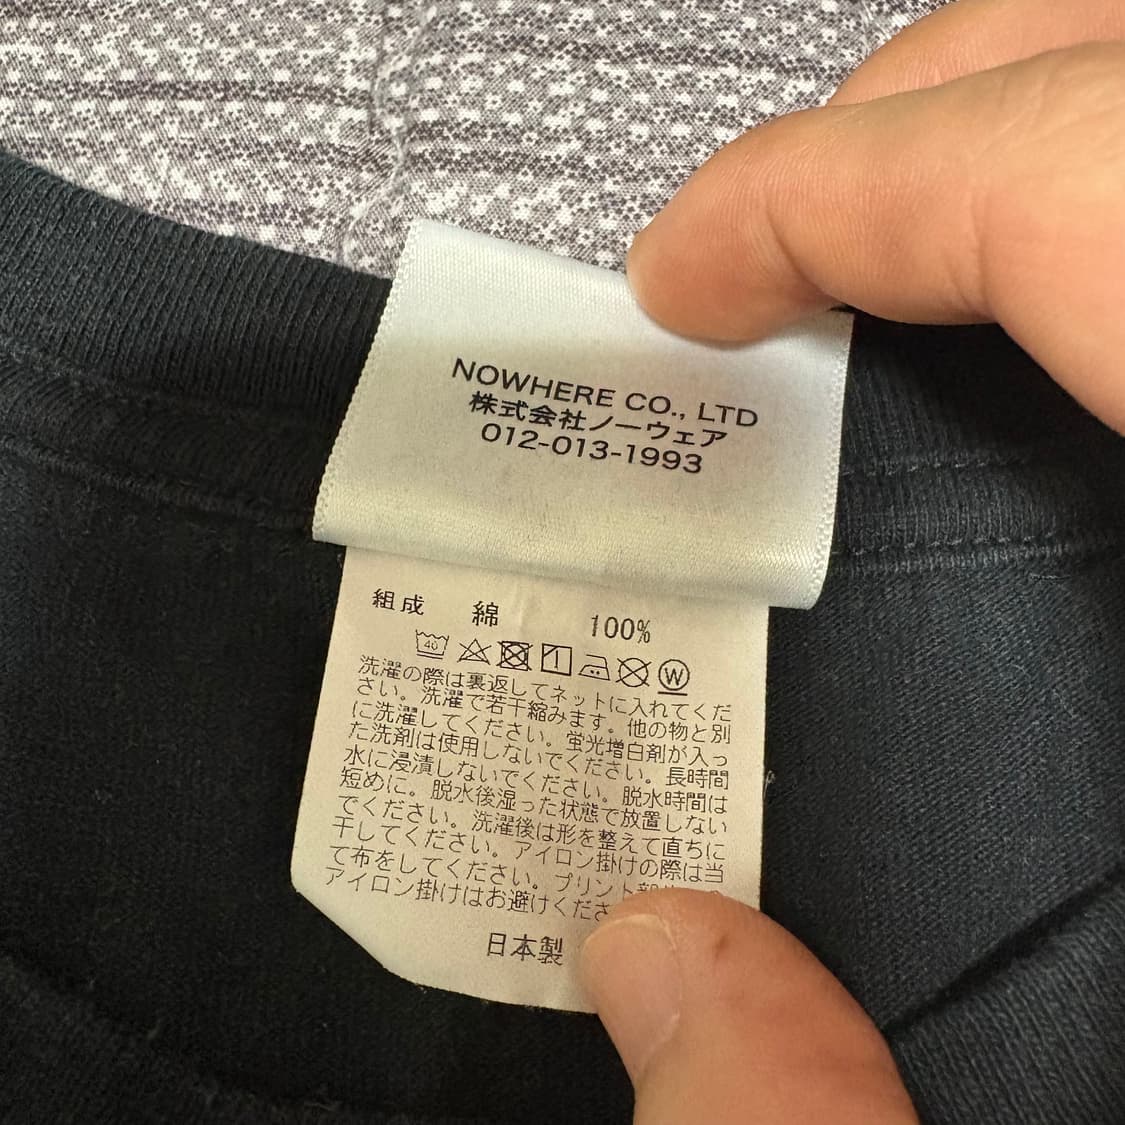 NOWHERE CO., LTD
株式会社ノーウェア
012-013-1993
組成 綿 100%
40 W
洗濯の際は裏返してネットに入れてくだ
さい。洗濯で若干縮みます。他の物と別
に洗濯してください。蛍光増白剤が入っ
た洗剤は使用しないでください。長時間
水に浸漬しないでください。脱水時間は
短めに。脱水後湿った状態で放置しない
でください。洗濯後は形を整えて直ちに
干してください。アイロン掛けの際は当
て布をしてください。プリント
アイロン掛けはお避けくださ
日本製